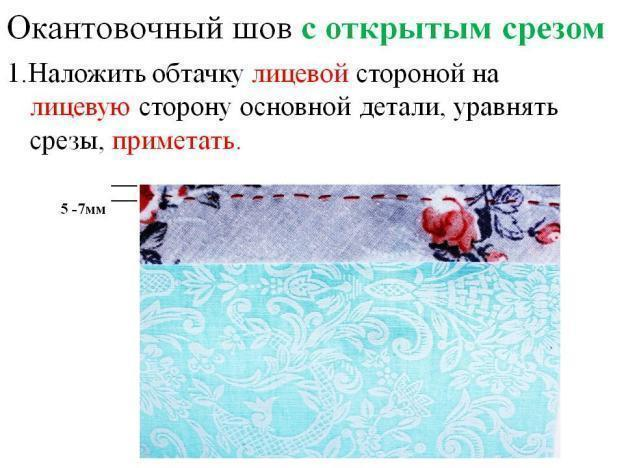 Окантовочный шов с открытым срезом
1.Наложить обтачку лицевой стороной на
лицевую сторону основной детали, уравнять
срезы, приметать.
5 -7мм